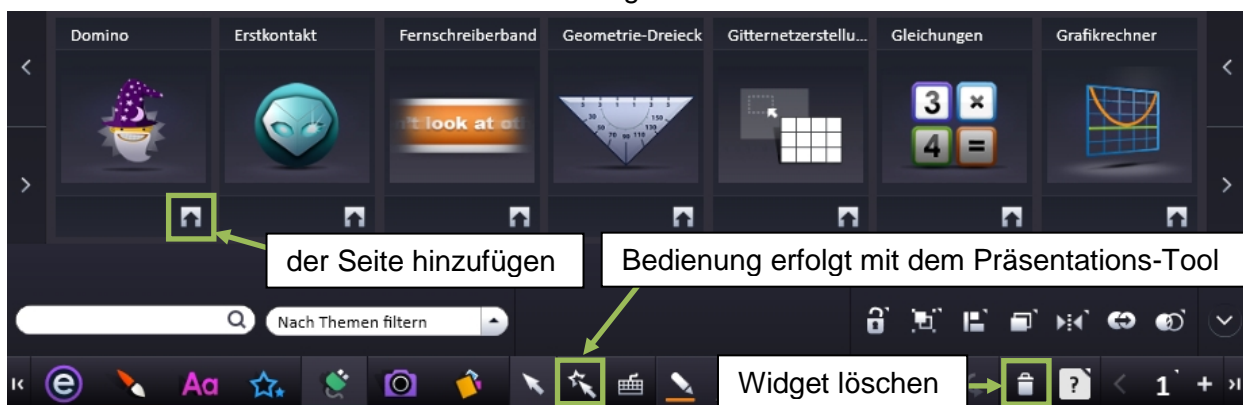 Domino Erstkontakt Fernschreiberband Geometrie-Dreieck Gitternetzerstellu... Gleichungen Grafikrechner
't look at ot
3 ×
4 =
der Seite hinzufügen
Bedienung erfolgt mit dem Präsentations-Tool
Nach Themen filtern
Aa
Widget löschen
?
1